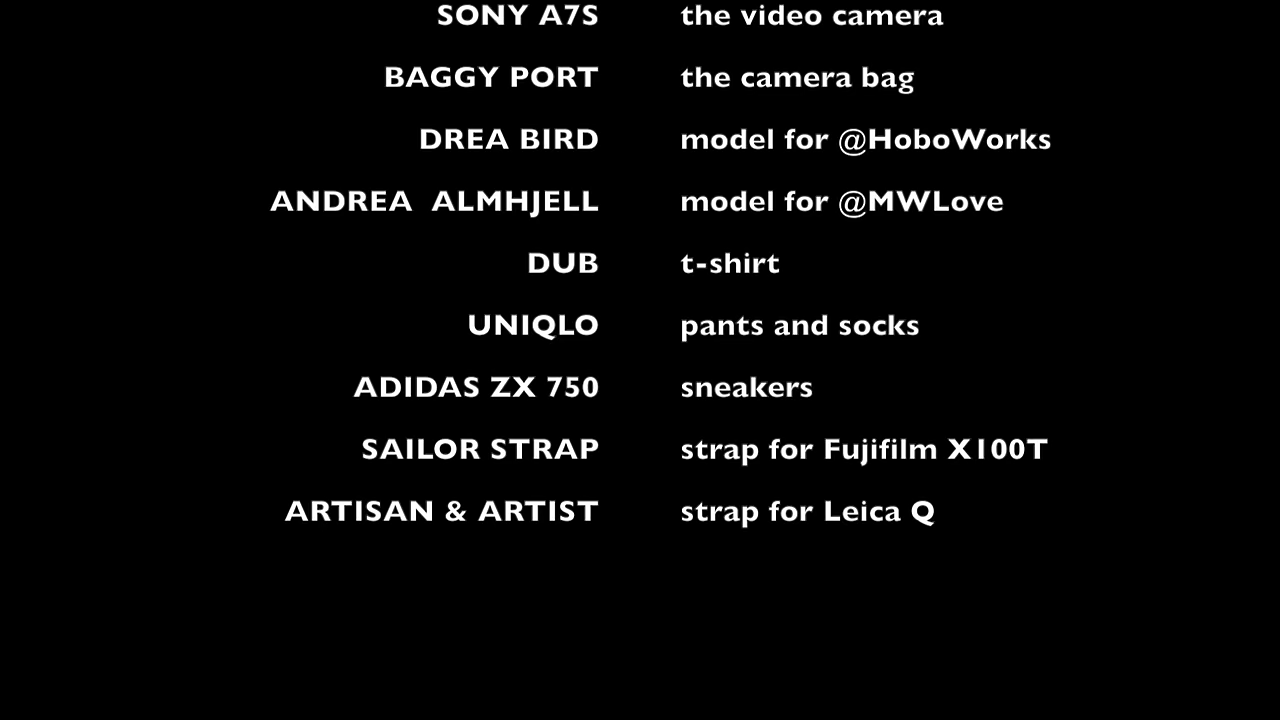 SONY A7S the video camera
BAGGY PORT the camera bag
DREA BIRD model for @HoboWorks
ANDREA ALMHJELL model for @MWLove
DUB t-shirt
UNIQLO pants and socks
ADIDAS ZX 750 sneakers
SAILOR STRAP strap for Fujifilm X100T
ARTISAN & ARTIST strap for Leica Q